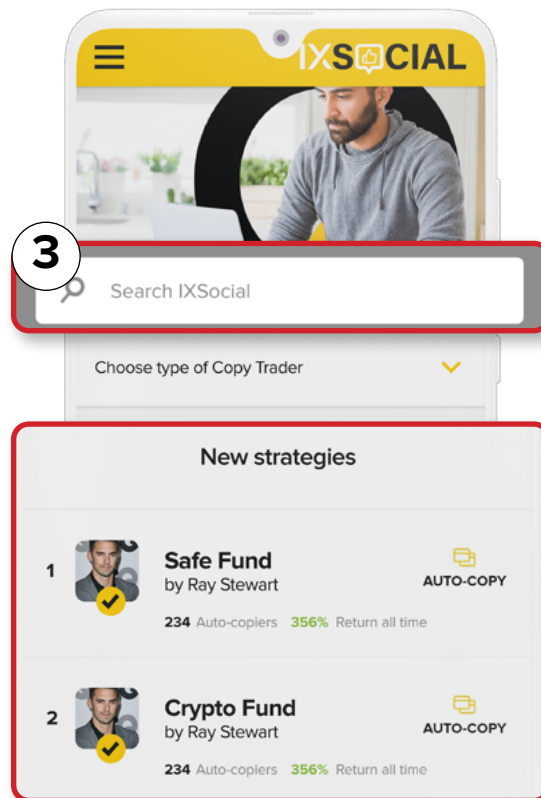 IXSOCIAL
3
Search IXSocial
Choose type of Copy Trader
New strategies
1
Safe Fund
by Ray Stewart
AUTO-COPY
234 Auto-copiers 356% Return all time
2
Crypto Fund
by Ray Stewart
AUTO-COPY
234 Auto-copiers 356% Return all time